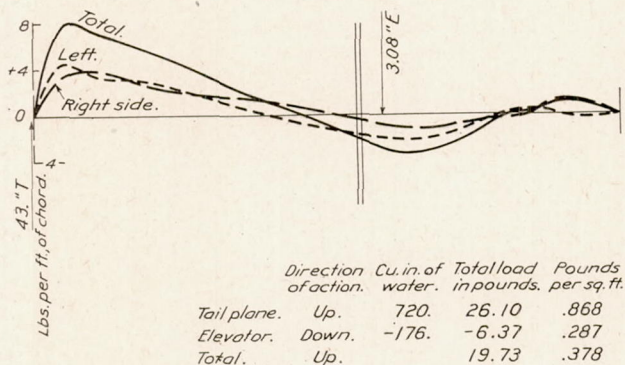 8
Total.
+4
Left.
Right side.
0
4-
3.08"E
43."T
Lbs. per ft. of chord.
Direction of action. Cu. in. of water. Total load in pounds. Pounds per sq. ft.
Tail plane. Up. 720. 26.10 .868
Elevator. Down. -176. -6.37 .287
Total. Up. 19.73 .378